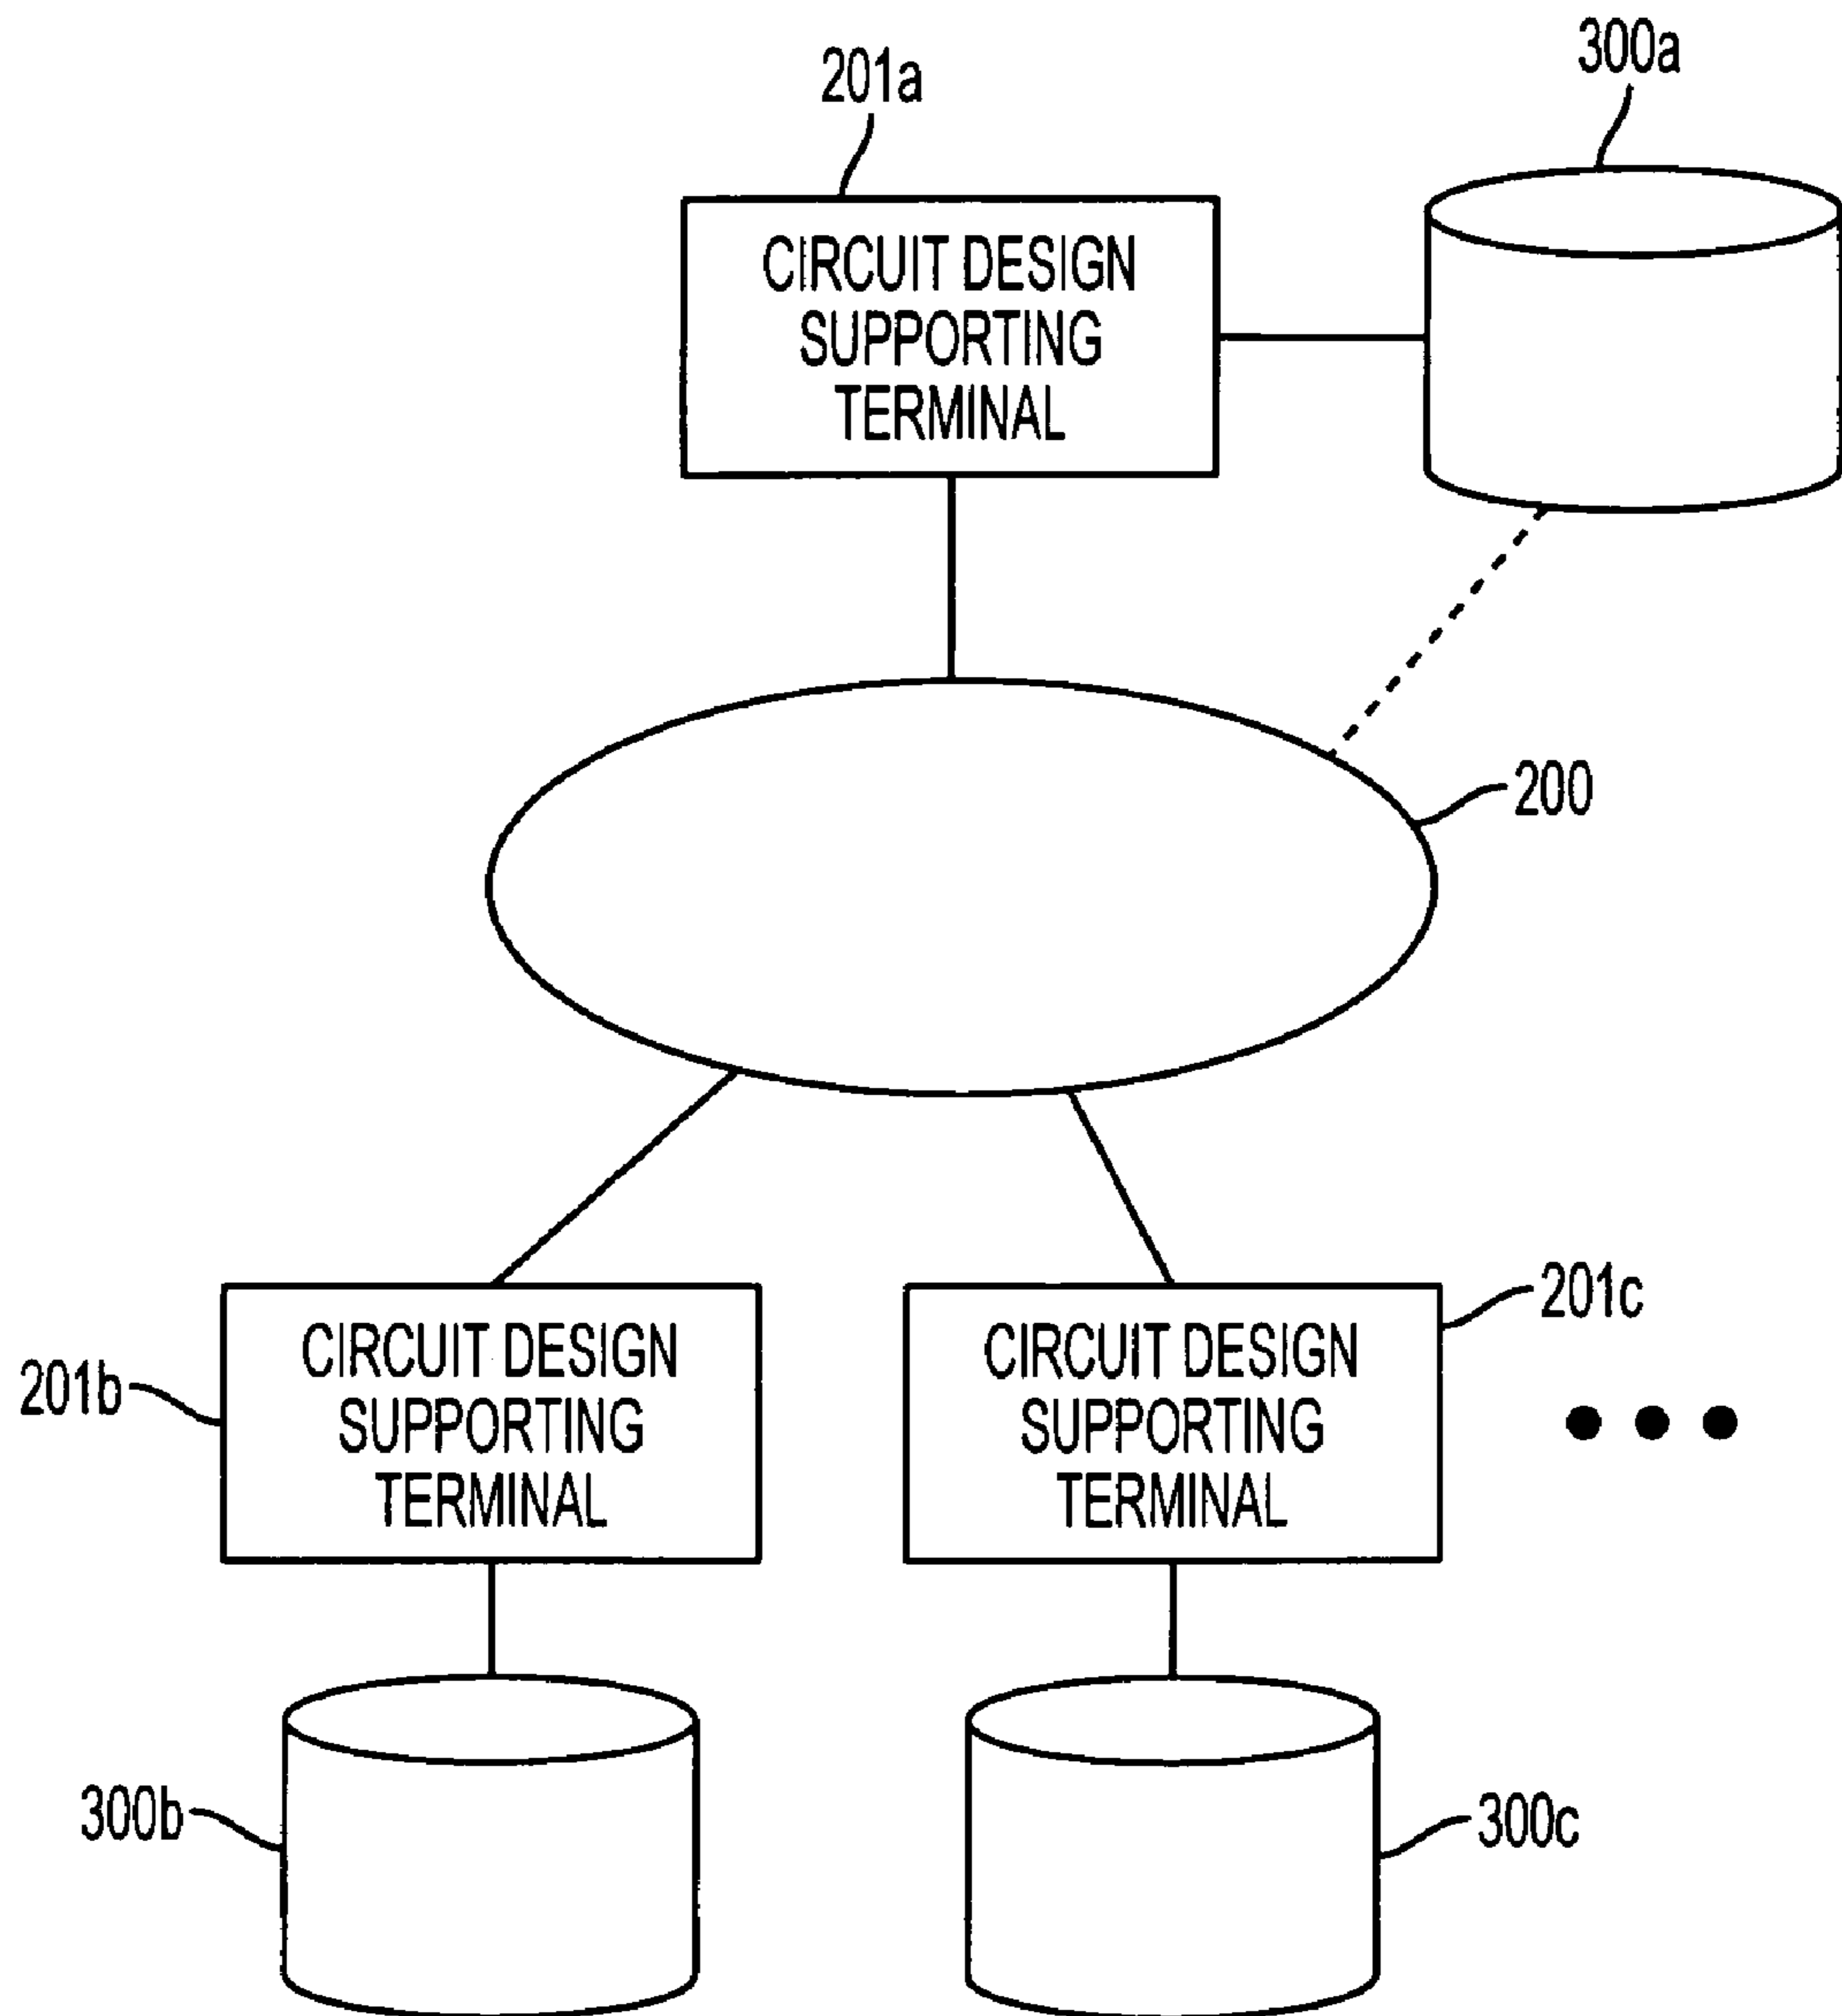 300a
201a
CIRCUIT DESIGN
SUPPORTING
TERMINAL
200
201c
CIRCUIT DESIGN
SUPPORTING
TERMINAL
CIRCUIT DESIGN
SUPPORTING
TERMINAL
201b
300b
300c